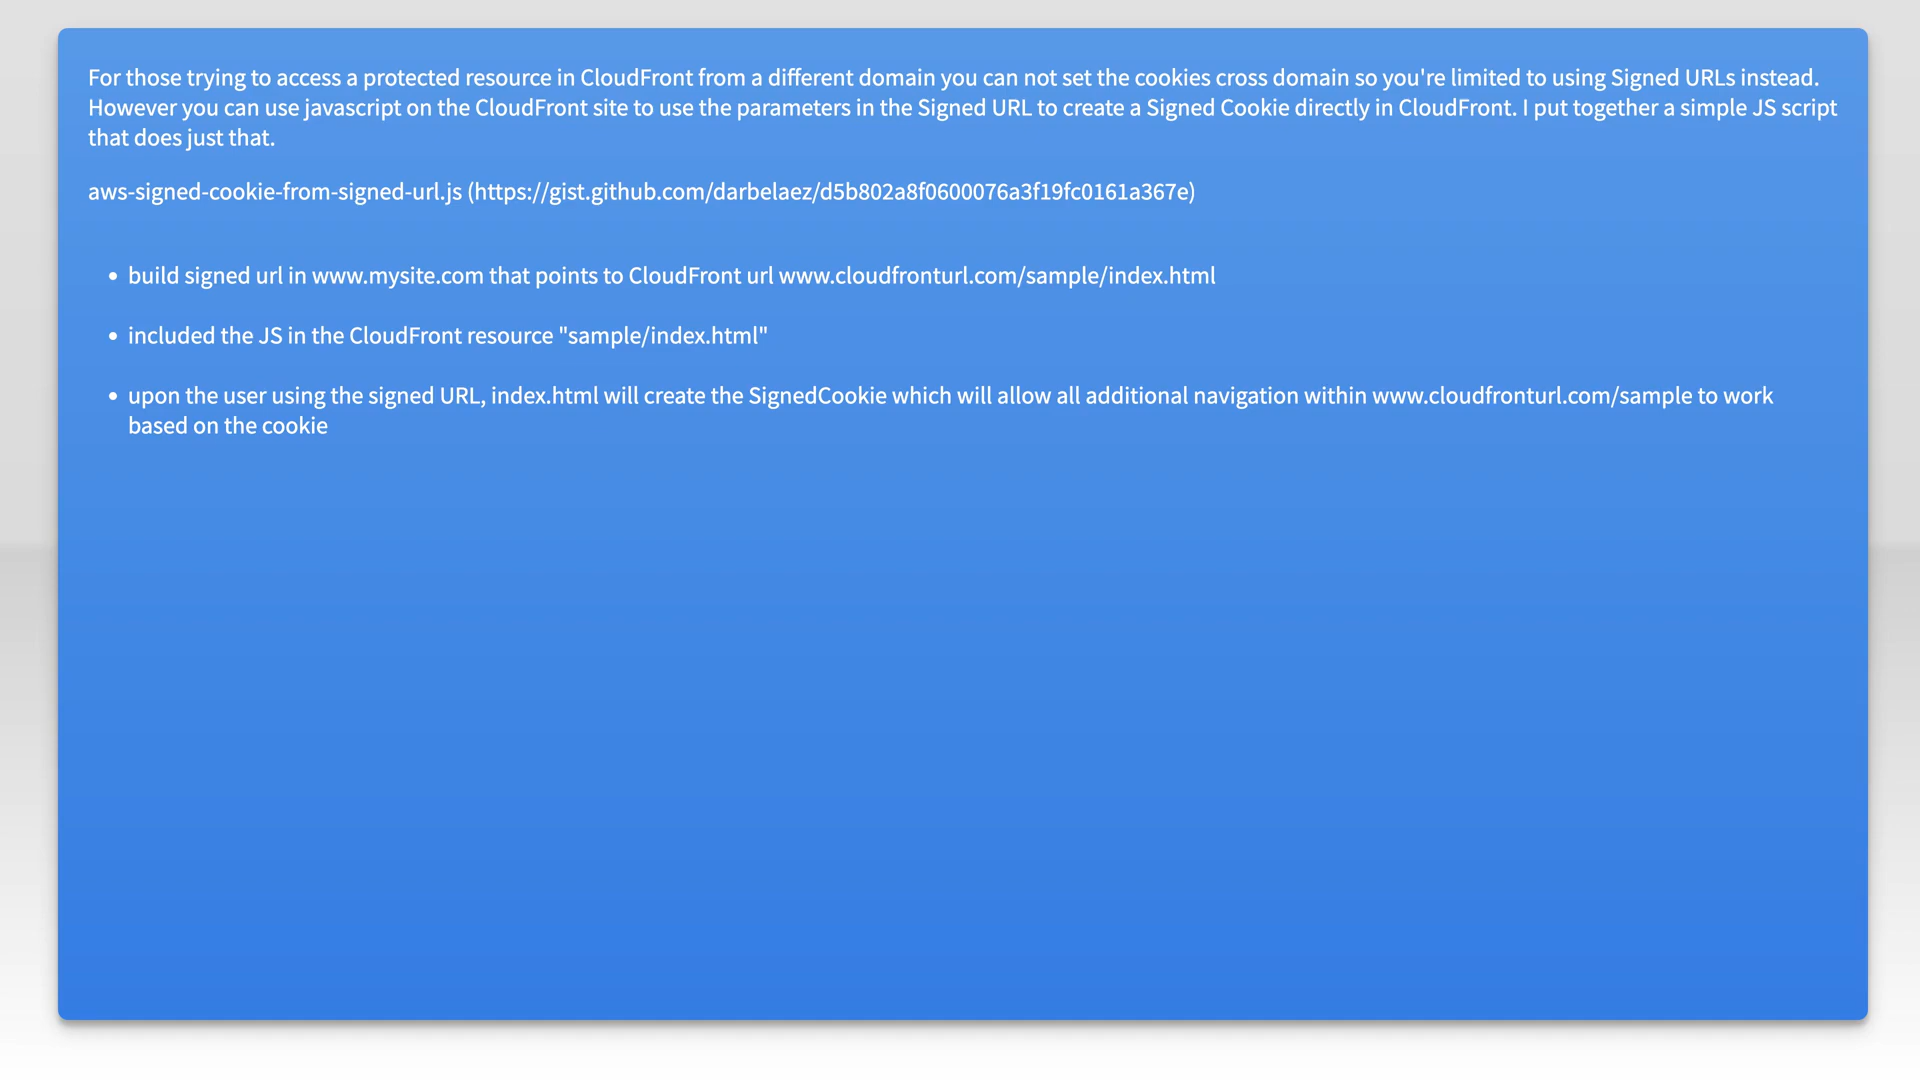 For those trying to access a protected resource in CloudFront from a different domain you can not set the cookies cross domain so you're limited to using Signed URLs instead.
However you can use javascript on the CloudFront site to use the parameters in the Signed URL to create a Signed Cookie directly in CloudFront. I put together a simple JS script
that does just that.
aws-signed-cookie-from-signed-url.js (https://gist.github.com/darbelaez/d5b802a8f0600076a3f19fc0161a367e)
• build signed url in www.mysite.com that points to CloudFront url www.cloudfronturl.com/sample/index.html
• included the JS in the CloudFront resource "sample/index.html"
• upon the user using the signed URL, index.html will create the SignedCookie which will allow all additional navigation within www.cloudfronturl.com/sample to work
based on the cookie